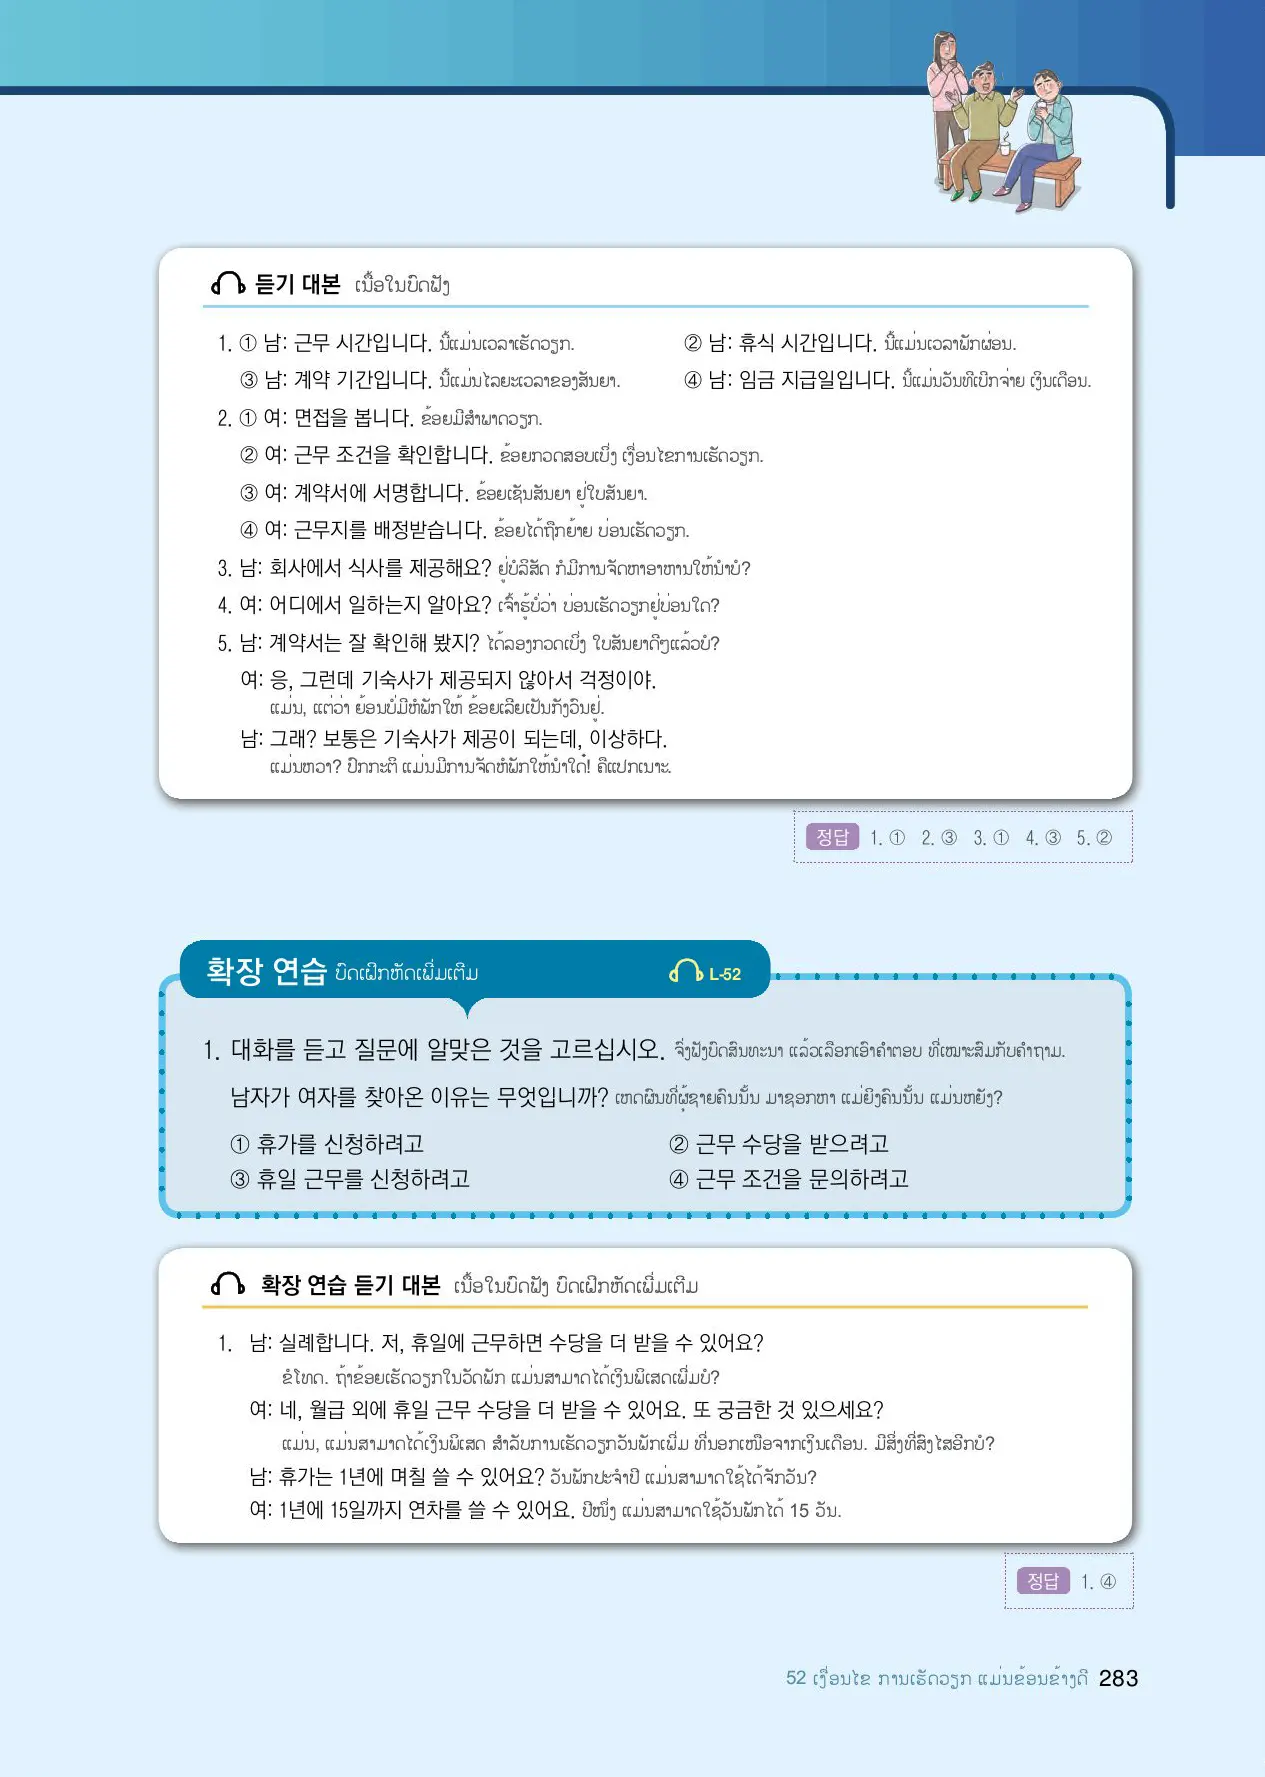 듣기 대본 ເນື້ອໃນບົດຟັງ
1. ① 남: 근무 시간입니다. ນີ້ແມ່ນເວລາເຮັດວຽກ. ② 남: 휴식 시간입니다. ນີ້ແມ່ນເວລາພັກຜ່ອນ.
③ 남: 계약 기간입니다. ນີ້ແມ່ນໄລຍະເວລາຂອງສັນຍາ. ④ 남: 임금 지급일입니다. ນີ້ແມ່ນວັນທີເບີກຈ່າຍ ເງິນເດືອນ.
2. ① 여: 면접을 봅니다. ຂ້ອຍມີສຳພາດວຽກ.
② 여: 근무 조건을 확인합니다. ຂ້ອຍກວດສອບເບິ່ງ ເງື່ອນໄຂການເຮັດວຽກ.
③ 여: 계약서에 서명합니다. ຂ້ອຍເຊັນສັນຍາ ຢູ່ໃບສັນຍາ.
④ 여: 근무지를 배정받습니다. ຂ້ອຍໄດ້ຖືກຍ້າຍ ບ່ອນເຮັດວຽກ.
3. 남: 회사에서 식사를 제공해요? ຢູ່ບໍລິສັດ ກໍມີການຈັດຫາອາຫານໃຫ້ນຳບໍ?
4. 여: 어디에서 일하는지 알아요? ເຈົ້າຮູ້ບໍ່ວ່າ ບ່ອນເຮັດວຽກຢູ່ບ່ອນໃດ?
5. 남: 계약서는 잘 확인해 봤지? ໄດ້ລອງກວດເບິ່ງ ໃບສັນຍາດີໆແລ້ວບໍ?
여: 응, 그런데 기숙사가 제공되지 않아서 걱정이야.
ແມ່ນ, ແຕ່ວ່າ ຍ້ອນບໍ່ມີຫໍພັກໃຫ້ ຂ້ອຍເລີຍເປັນກັງວົນຢູ່.
남: 그래? 보통은 기숙사가 제공이 되는데, 이상하다.
ແມ່ນຫວາ? ປົກກະຕິ ແມ່ນມີການຈັດຫໍພັກໃຫ້ນຳໃດ໋! ຄືແປກເນາະ.
정답 1. ① 2. ③ 3. ① 4. ③ 5. ②
확장 연습 ບົດເຝິກຫັດເພີ່ມເຕີມ L-52
1. 대화를 듣고 질문에 알맞은 것을 고르십시오. ຈົ່ງຟັງບົດສົນທະນາ ແລ້ວເລືອກເອົາຄຳຕອບ ທີ່ເໝາະສົມກັບຄຳຖາມ.
남자가 여자를 찾아온 이유는 무엇입니까? ເຫດຜົນທີ່ຜູ້ຊາຍຄົນນັ້ນ ມາຊອກຫາ ແມ່ຍິງຄົນນັ້ນ ແມ່ນຫຍັງ?
① 휴가를 신청하려고 ② 근무 수당을 받으려고
③ 휴일 근무를 신청하려고 ④ 근무 조건을 문의하려고
확장 연습 듣기 대본 ເນື້ອໃນບົດຟັງ ບົດເຝິກຫັດເພີ່ມເຕີມ
1. 남: 실례합니다. 저, 휴일에 근무하면 수당을 더 받을 수 있어요?
ຂໍໂທດ. ຖ້າຂ້ອຍເຮັດວຽກໃນວັດພັກ ແມ່ນສາມາດໄດ້ເງິນພິເສດເພີ່ມບໍ?
여: 네, 월급 외에 휴일 근무 수당을 더 받을 수 있어요. 또 궁금한 것 있으세요?
ແມ່ນ, ແມ່ນສາມາດໄດ້ເງິນພິເສດ ສຳລັບການເຮັດວຽກວັນພັກເພີ່ມ ທີ່ນອກເໜືອຈາກເງິນເດືອນ. ມີສິ່ງທີ່ສົງໄສອີກບໍ?
남: 휴가는 1년에 며칠 쓸 수 있어요? ວັນພັກປະຈຳປີ ແມ່ນສາມາດໃຊ້ໄດ້ຈັກວັນ?
여: 1년에 15일까지 연차를 쓸 수 있어요. ປີໜຶ່ງ ແມ່ນສາມາດໃຊ້ວັນພັກໄດ້ 15 ວັນ.
정답 1. ④
52 ເງື່ອນໄຂ ການເຮັດວຽກ ແມ່ນຂ້ອນຂ້າງດີ 283